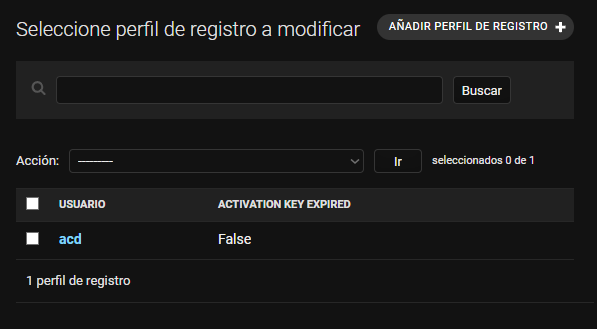 Seleccione perfil de registro a modificar
AÑADIR PERFIL DE REGISTRO +
Buscar
Acción: --------- Ir seleccionados 0 de 1
USUARIO ACTIVATION KEY EXPIRED
acd False
1 perfil de registro